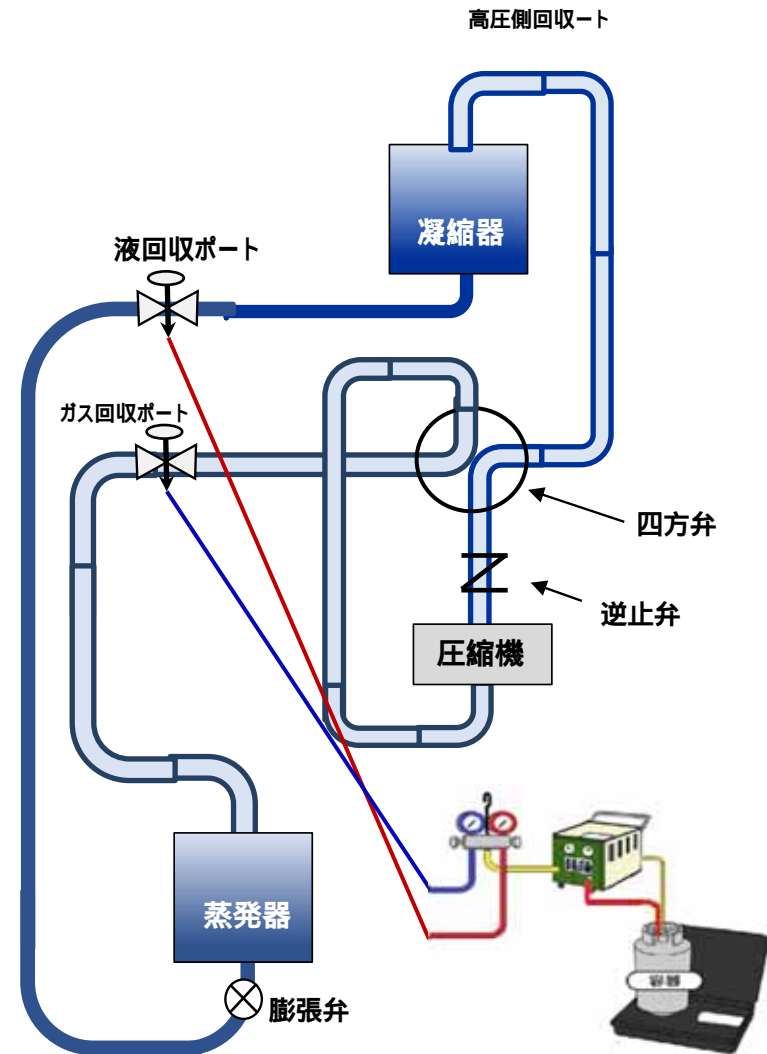 高圧側回収ート
凝縮器
液回収ポート
ガス回収ポート
四方弁
逆止弁
圧縮機
蒸発器
膨張弁